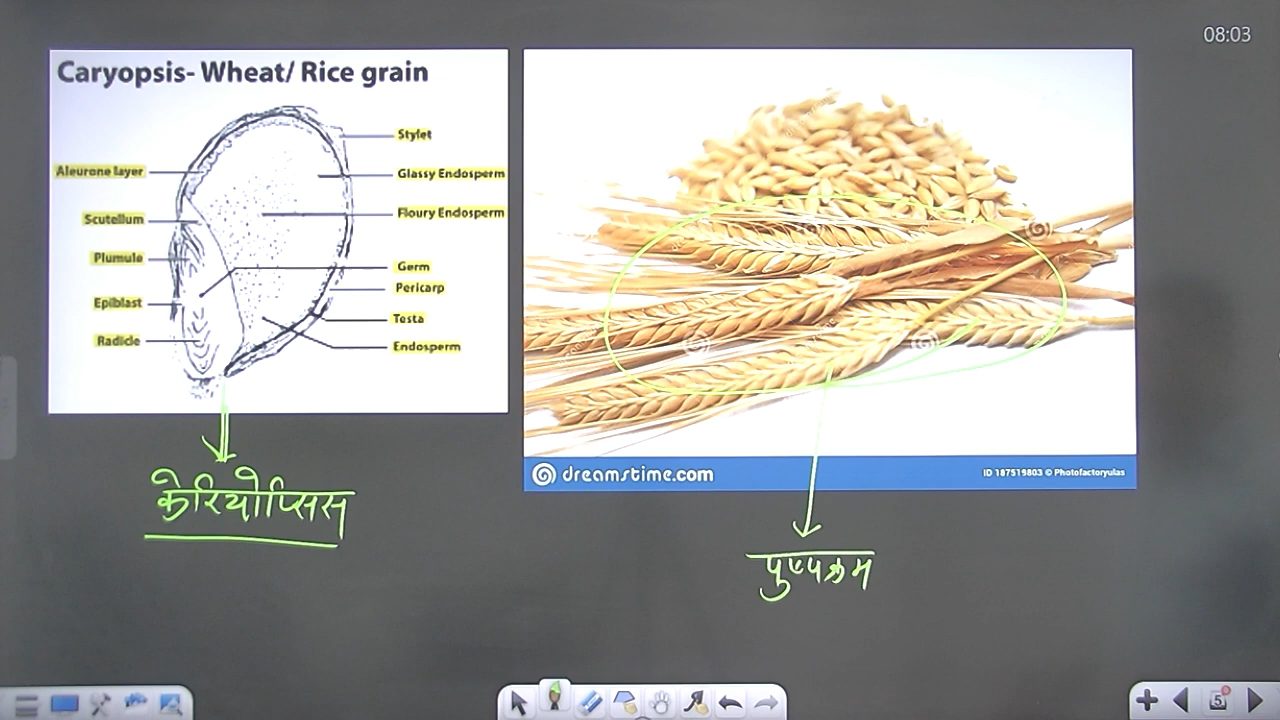 08:03
Caryopsis- Wheat/ Rice grain
Stylet
Aleurone layer
Glassy Endosperm
Scutellum
Floury Endosperm
Plumule
Germ
Pericarp
Epiblast
Testa
Radicle
Endosperm
dreamstime.com
ID 187519803 © Photofactoryulas
केरियोप्सिस
पुष्पक्रम
5